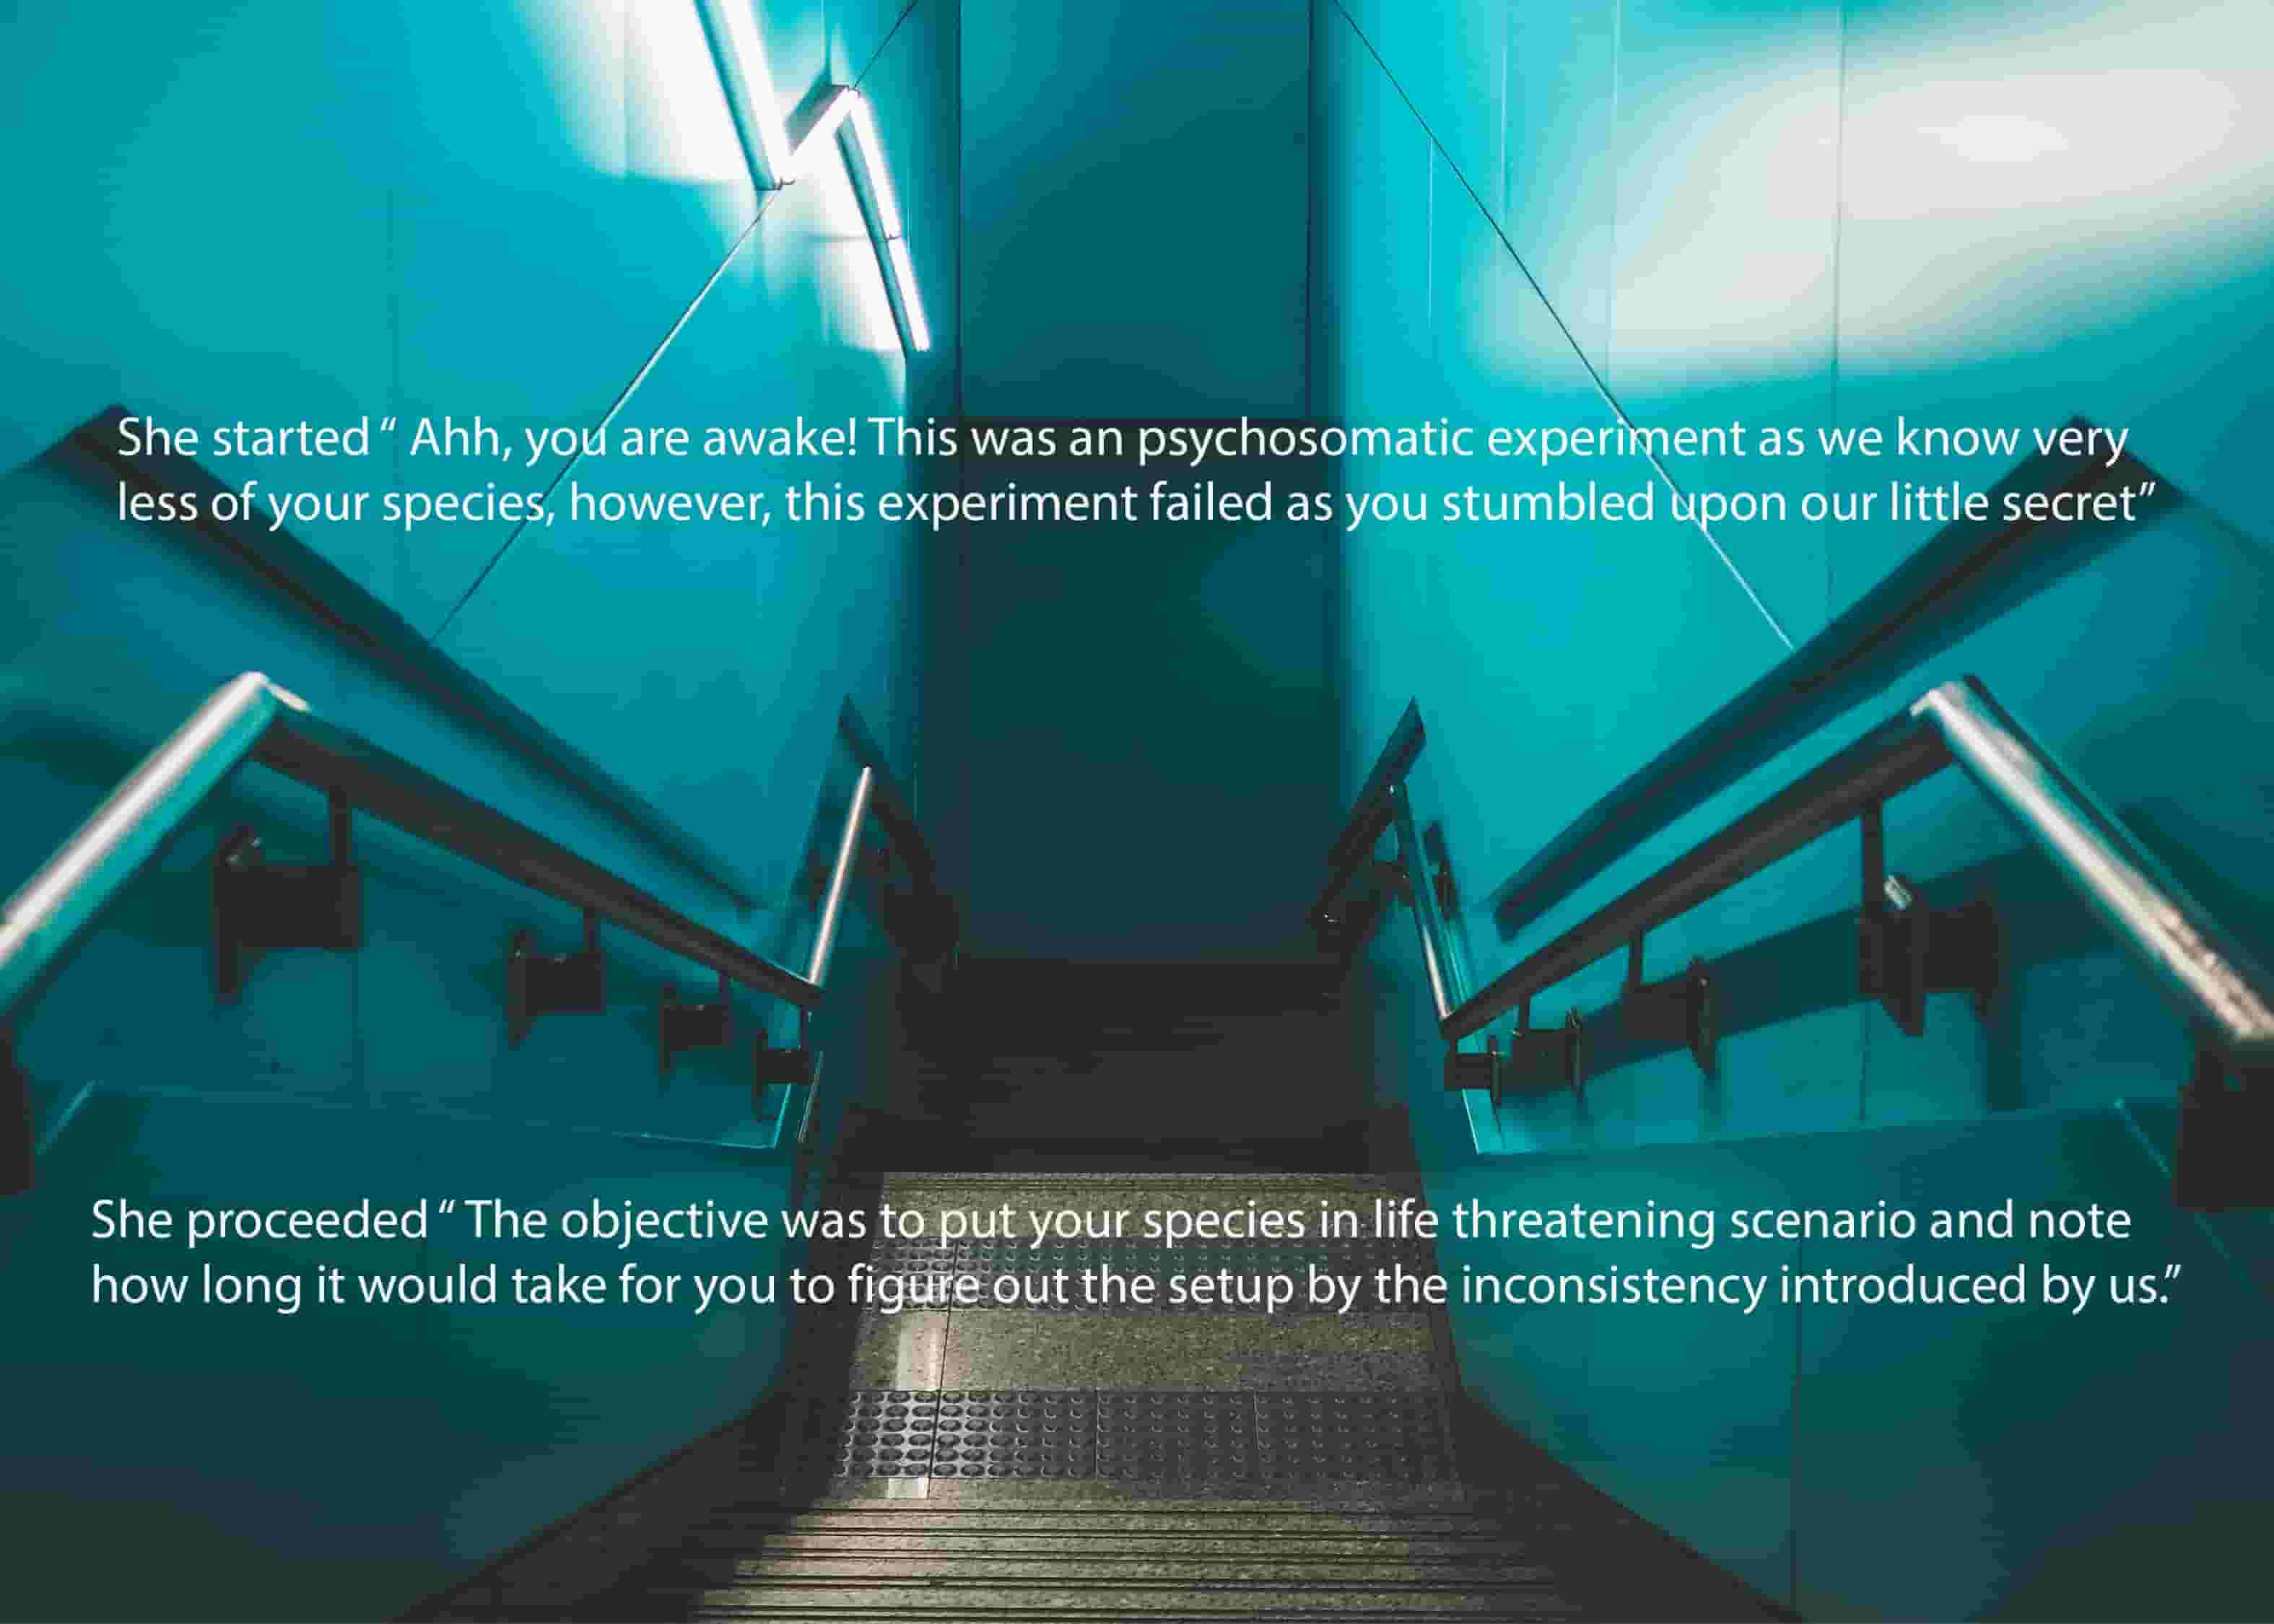 She started “ Ahh, you are awake! This was an psychosomatic experiment as we know very
less of your species, however, this experiment failed as you stumbled upon our little secret”
She proceeded “ The objective was to put your species in life threatening scenario and note
how long it would take for you to figure out the setup by the inconsistency introduced by us.”